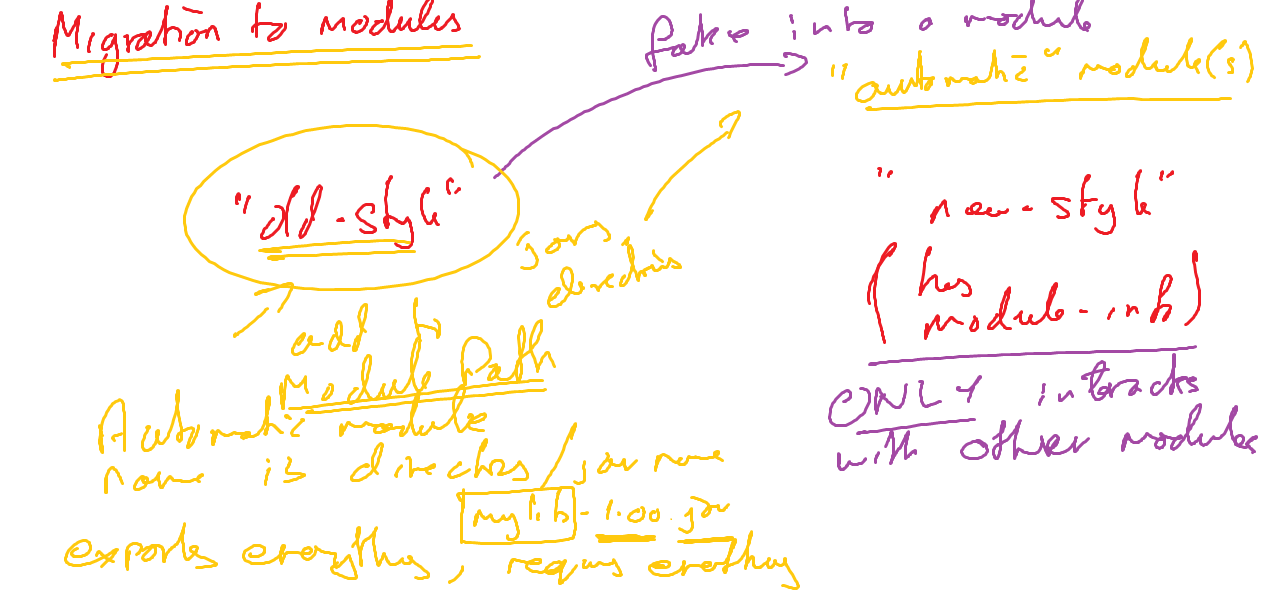 Migration to modules
fake into a module
"automatic" module(s)
"old-style"
jars,
directories
"new-style"
(has
module-info)
add to
Module Path
ONLY interacts
with other modules
Automatic module
name is directory/jar name
mylib-1.00.jar
exports everything, requires everything